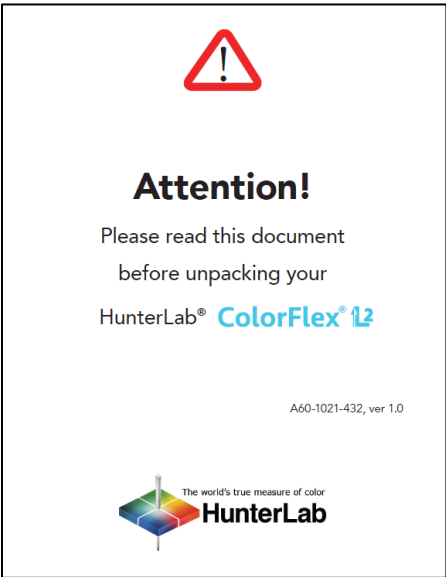 !
Attention!
Please read this document
before unpacking your
HunterLab® ColorFlex® L2
A60-1021-432, ver 1.0
The world's true measure of color
HunterLab